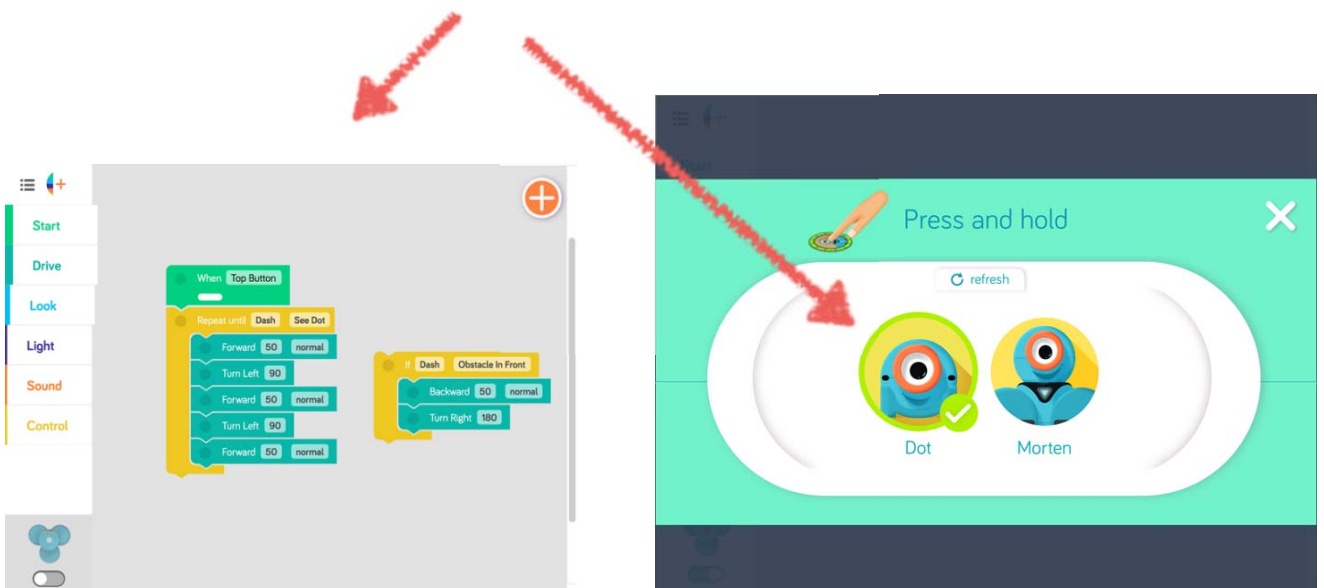 Start
Drive
Look
Light
Sound
Control
When Top Button
Repeat until Dash See Dot
Forward 50 normal
Turn Left 90
Forward 50 normal
Turn Left 90
Forward 50 normal
If Dash Obstacle In Front
Backward 50 normal
Turn Right 180
Start
Press and hold
refresh
Dot
Morten